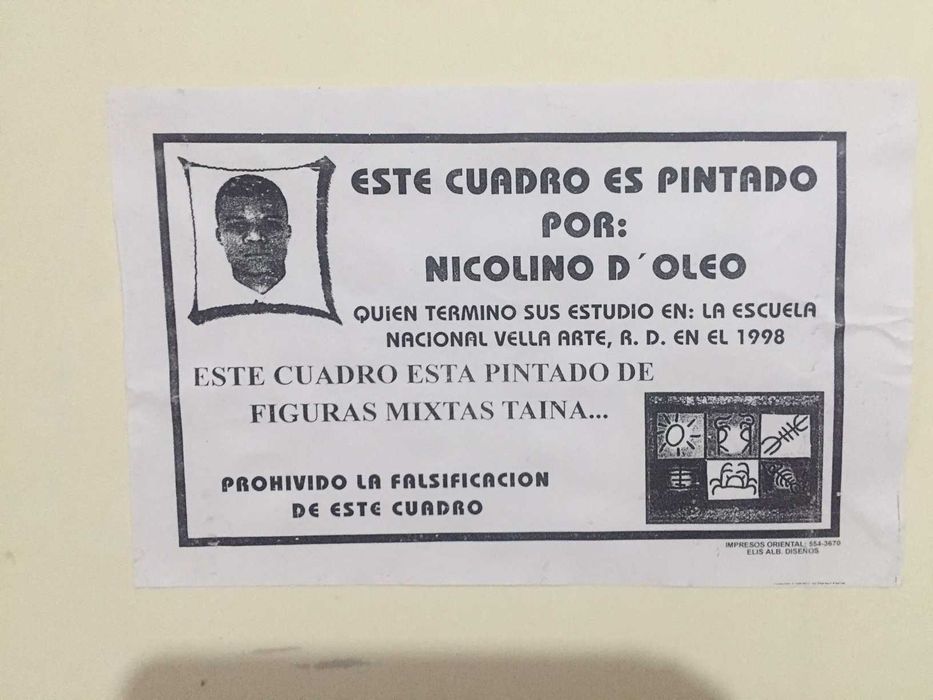 ESTE CUADRO ES PINTADO
POR:
NICOLINO D´OLEO
QUIEN TERMINO SUS ESTUDIO EN: LA ESCUELA
NACIONAL VELLA ARTE, R. D. EN EL 1998
ESTE CUADRO ESTA PINTADO DE
FIGURAS MIXTAS TAINA...
PROHIVIDO LA FALSIFICACION
DE ESTE CUADRO
IMPRESOS ORIENTAL: 554-3670
ELIS ALB. DISEÑOS